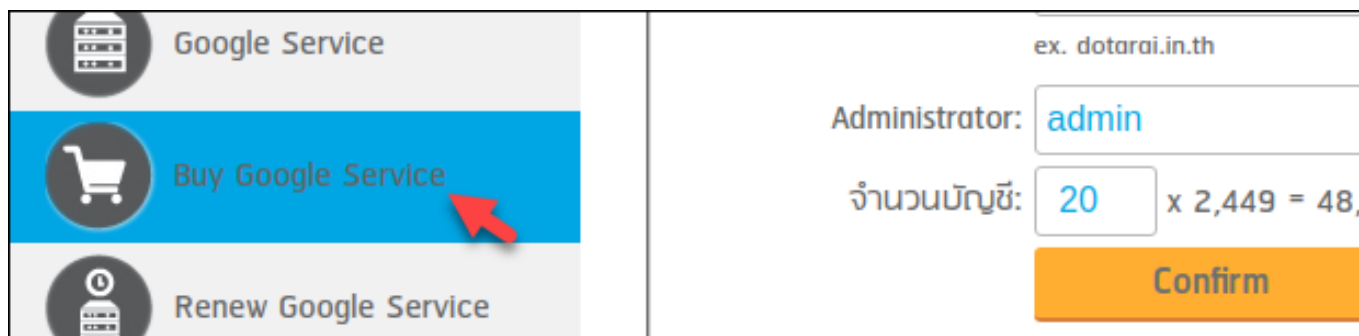 Google Service
Buy Google Service
Renew Google Service
ex. dotarai.in.th
Administrator: admin
จำนวนบัญชี: 20 x 2,449 = 48,
Confirm